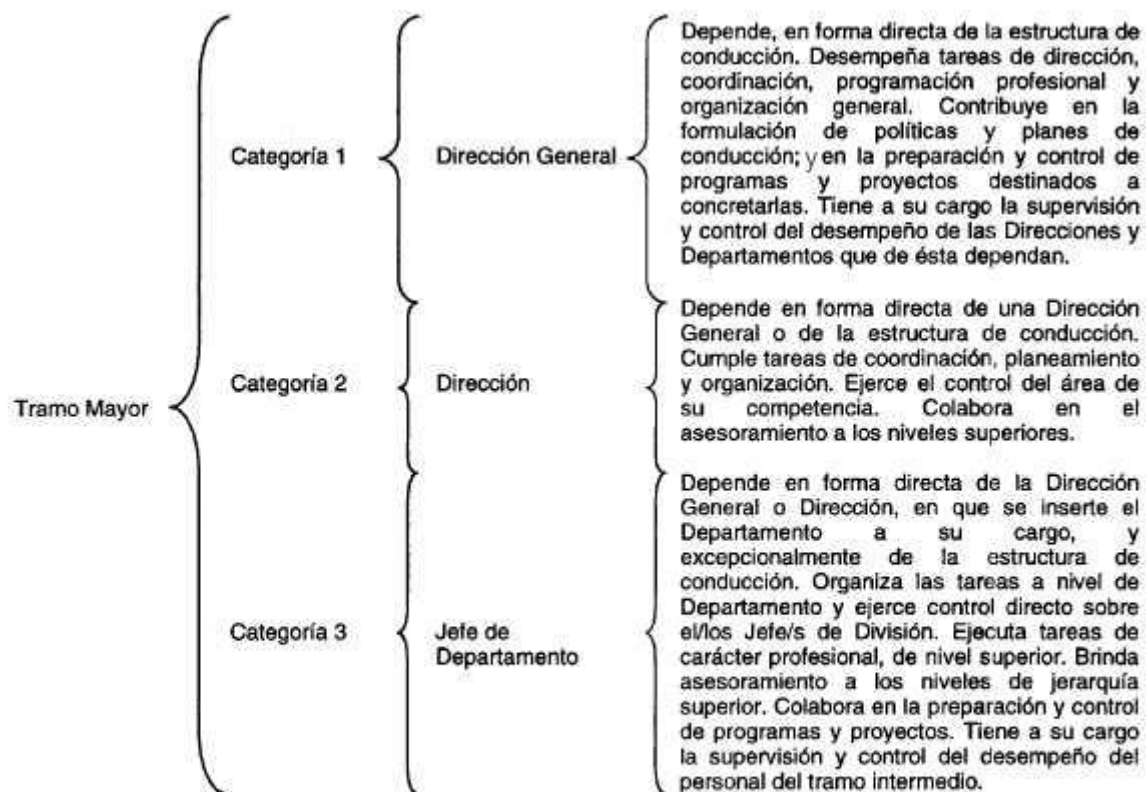 Tramo Mayor
Categoría 1
Dirección General
Depende, en forma directa de la estructura de
conducción. Desempeña tareas de dirección,
coordinación, programación profesional y
organización general. Contribuye en la
formulación de políticas y planes de
conducción; y en la preparación y control de
programas y proyectos destinados a
concretarlas. Tiene a su cargo la supervisión
y control del desempeño de las Direcciones y
Departamentos que de ésta dependan.
Categoría 2
Dirección
Depende en forma directa de una Dirección
General o de la estructura de conducción.
Cumple tareas de coordinación, planeamiento
y organización. Ejerce el control del área de
su competencia. Colabora en el
asesoramiento a los niveles superiores.
Categoría 3
Jefe de
Departamento
Depende en forma directa de la Dirección
General o Dirección, en que se inserte el
Departamento a su cargo, y
excepcionalmente de la estructura de
conducción. Organiza las tareas a nivel de
Departamento y ejerce control directo sobre
el/los Jefe/s de División. Ejecuta tareas de
carácter profesional, de nivel superior. Brinda
asesoramiento a los niveles de jerarquía
superior. Colabora en la preparación y control
de programas y proyectos. Tiene a su cargo
la supervisión y control del desempeño del
personal del tramo intermedio.